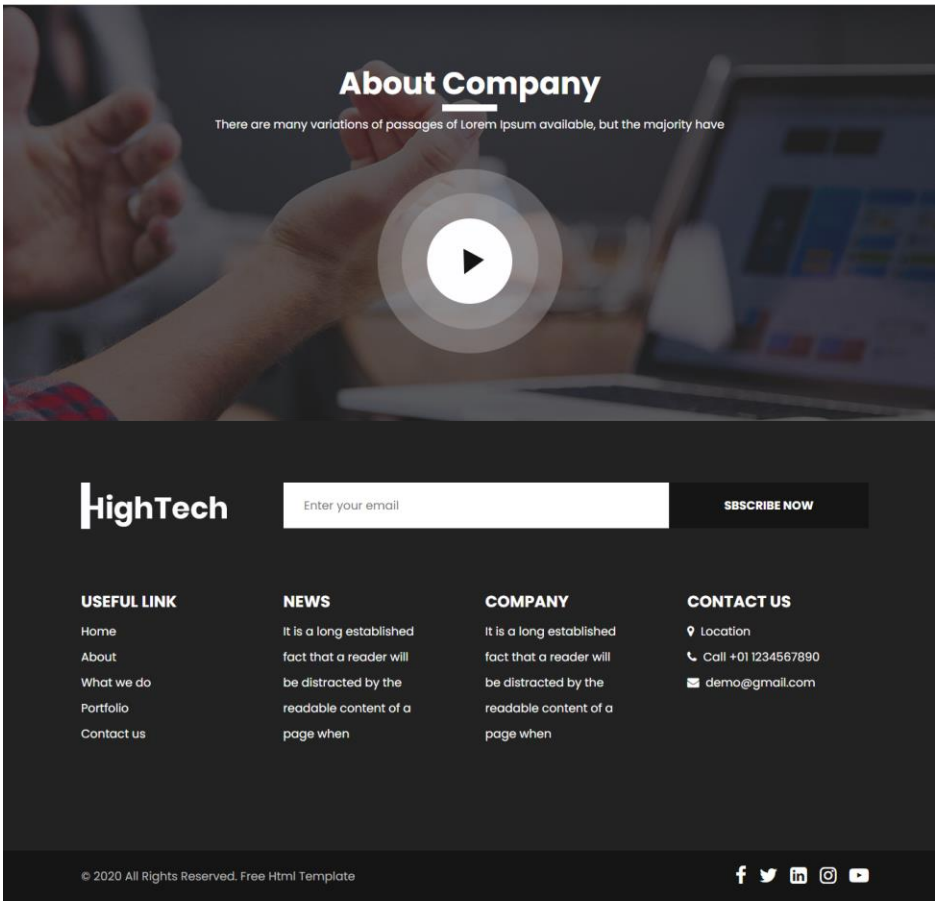 About Company
There are many variations of passages of Lorem Ipsum available, but the majority have
HighTech
Enter your email
SBSCRIBE NOW
USEFUL LINK
Home
About
What we do
Portfolio
Contact us
NEWS
It is a long established
fact that a reader will
be distracted by the
readable content of a
page when
COMPANY
It is a long established
fact that a reader will
be distracted by the
readable content of a
page when
CONTACT US
Location
Call +01 1234567890
demo@gmail.com
© 2020 All Rights Reserved. Free Html Template